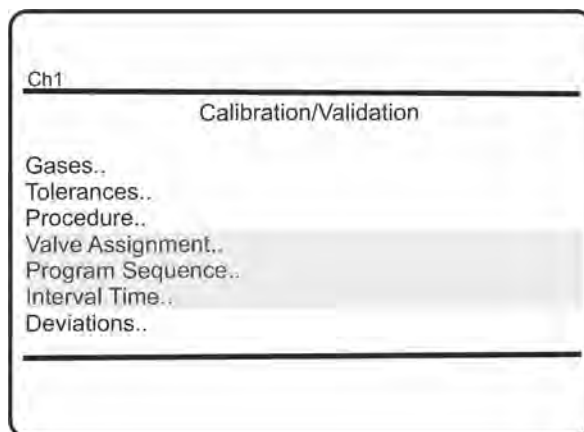 Ch1
Calibration/Validation
Gases..
Tolerances..
Procedure..
Valve Assignment..
Program Sequence..
Interval Time..
Deviations..